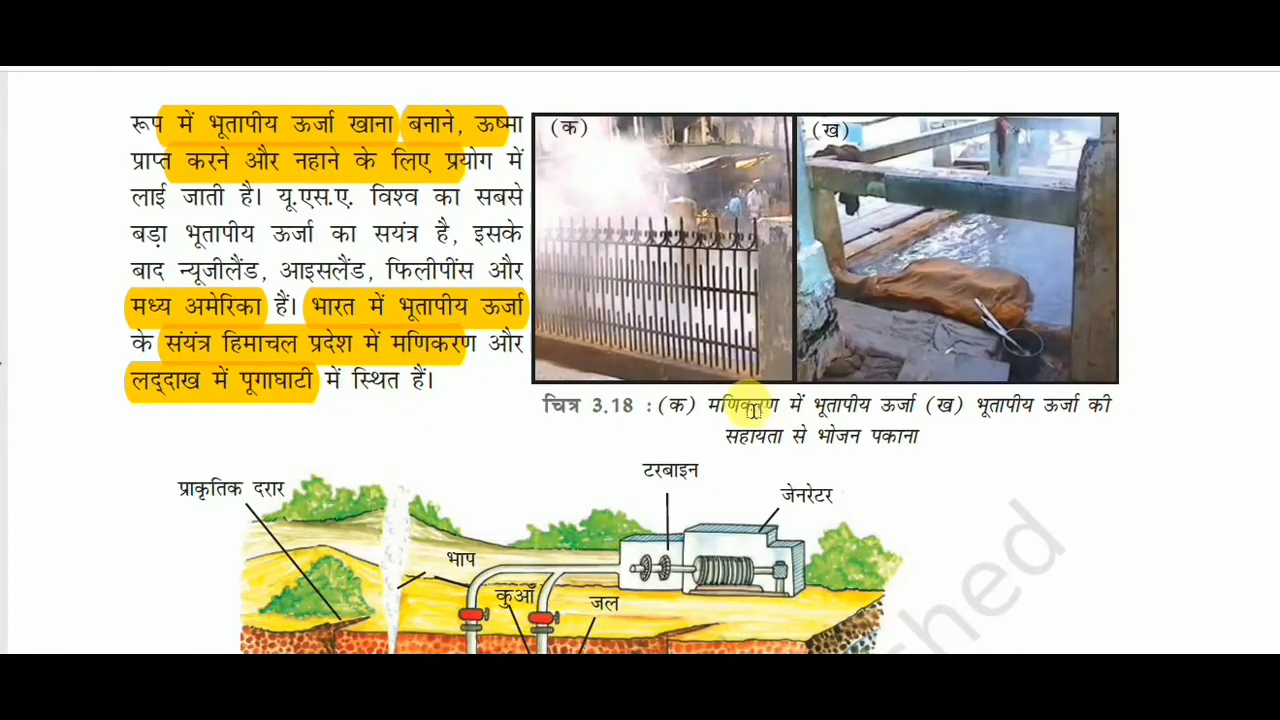 रूप में भूतापीय ऊर्जा खाना बनाने, ऊष्मा
प्राप्त करने और नहाने के लिए प्रयोग में
लाई जाती है। यू.एस.ए. विश्व का सबसे
बड़ा भूतापीय ऊर्जा का सयंत्र है, इसके
बाद न्यूजीलैंड, आइसलैंड, फिलीपींस और
मध्य अमेरिका हैं। भारत में भूतापीय ऊर्जा
के संयंत्र हिमाचल प्रदेश में मणिकरण और
लद्दाख में पूगाघाटी में स्थित हैं।
(क)
(ख)
चित्र 3.18 : (क) मणिकरण में भूतापीय ऊर्जा (ख) भूतापीय ऊर्जा की
सहायता से भोजन पकाना
टरबाइन
प्राकृतिक दरार
जेनरेटर
भाप
कुआँ
जल